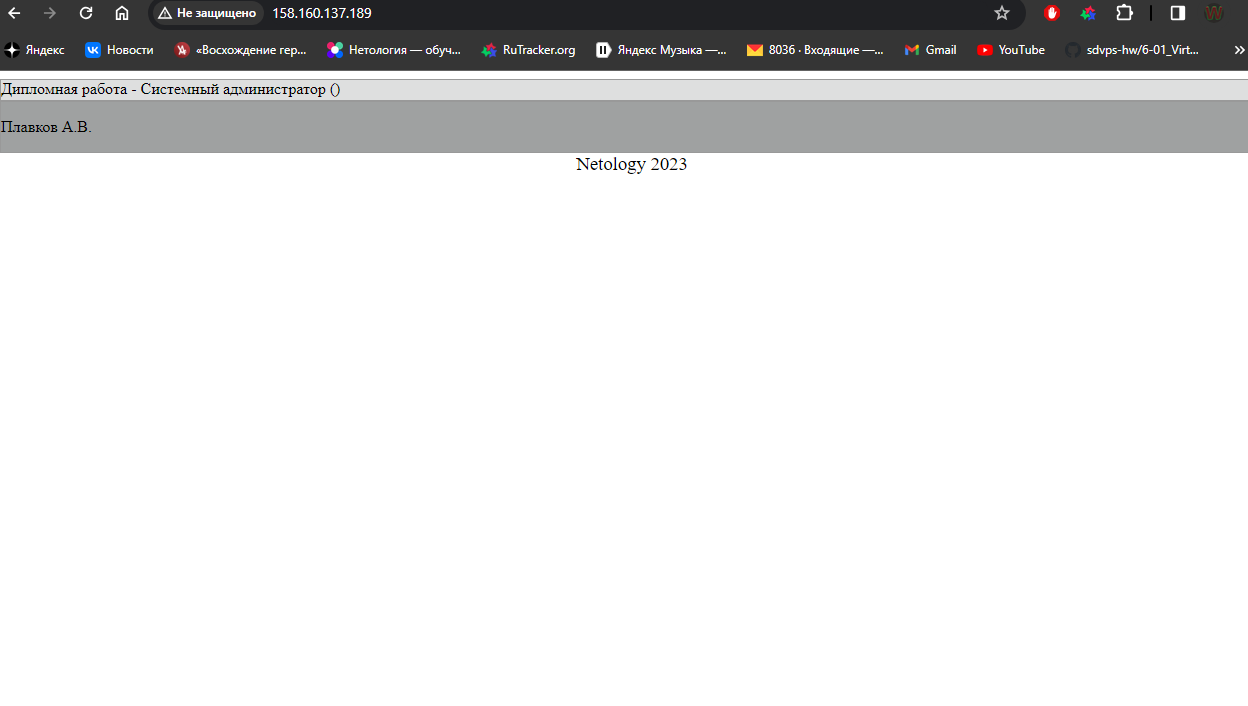 Не защищено 158.160.137.189
Яндекс Новости «Восхождение гер... Нетология — обуч... RuTracker.org Яндекс Музыка —... 8036 · Входящие —... Gmail YouTube sdvps-hw/6-01_Virt... »
Дипломная работа - Системный администратор ()
Плавков А.В.
Netology 2023